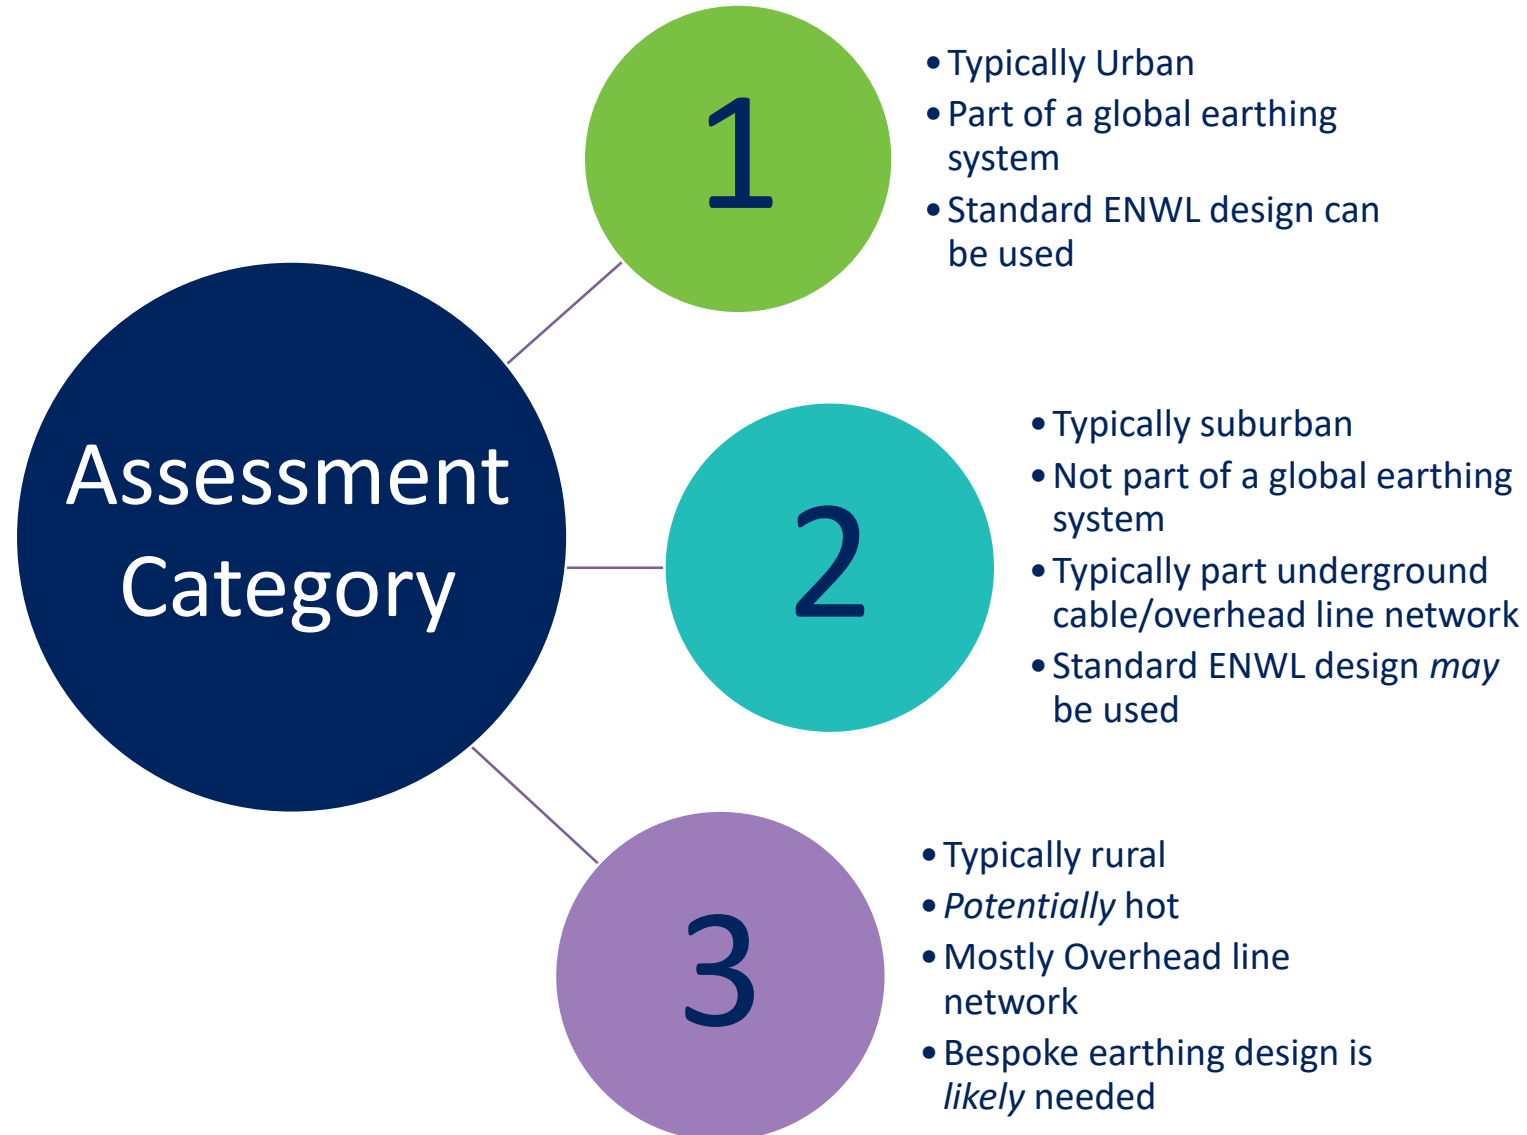 1
• Typically Urban
• Part of a global earthing
system
• Standard ENWL design can
be used
Assessment
Category
2
• Typically suburban
• Not part of a global earthing
system
• Typically part underground
cable/overhead line network
• Standard ENWL design may
be used
3
• Typically rural
• Potentially hot
• Mostly Overhead line
network
• Bespoke earthing design is
likely needed